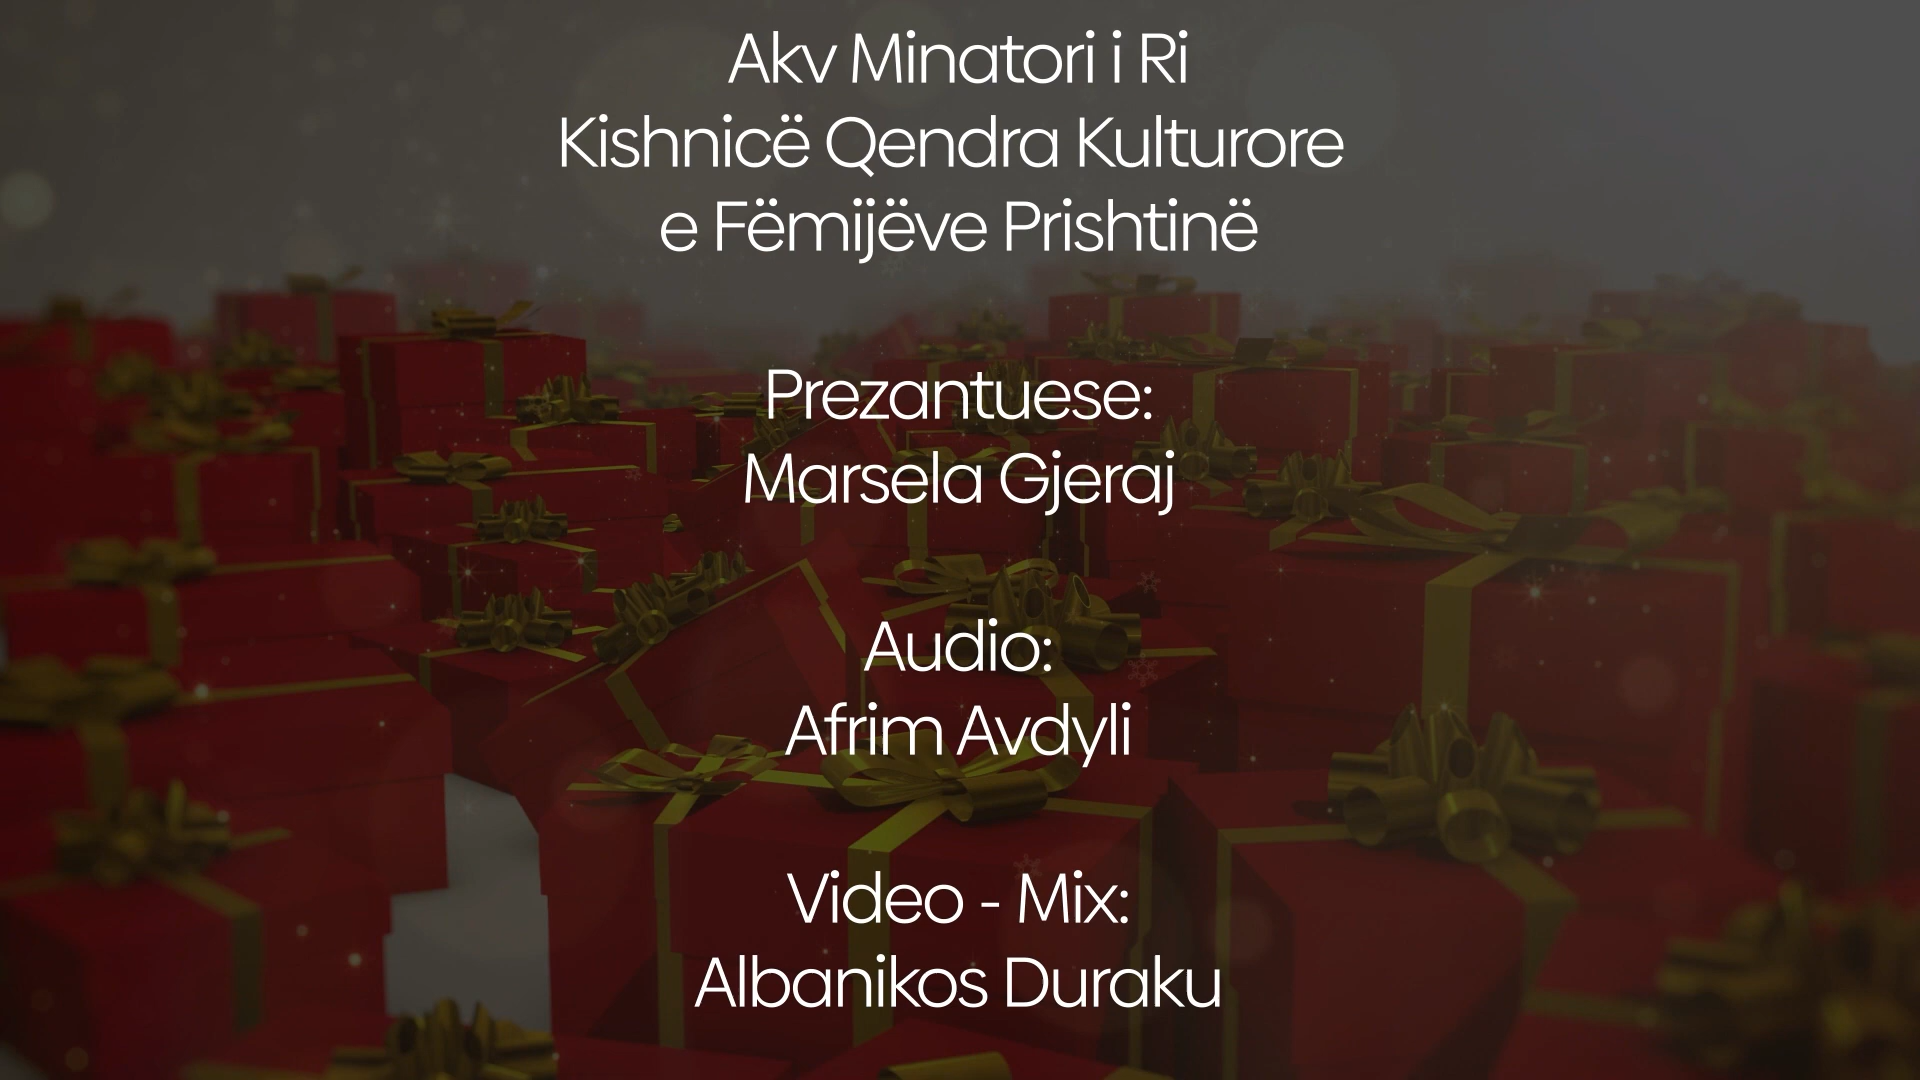 Akv Minatori i Ri
Kishnicë Qendra Kulturore
e Fëmijëve Prishtinë
Prezantuese:
Marsela Gjeraj
Audio:
Afrim Avdyli
Video - Mix:
Albanikos Duraku